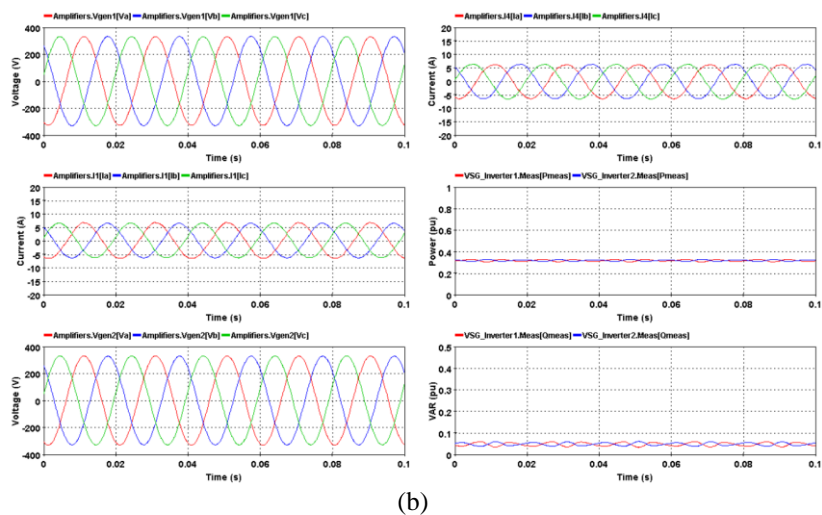 Amplifiers.Vgen1[Va] Amplifiers.Vgen1[Vb] Amplifiers.Vgen1[Vc]
Voltage (V)
400
200
0
-200
-400
0 0.02 0.04 0.06 0.08 0.1
Time (s)
Amplifiers.I4[Ia] Amplifiers.I4[Ib] Amplifiers.I4[Ic]
Current (A)
20
15
10
5
0
-5
-10
-15
-20
0 0.02 0.04 0.06 0.08 0.1
Time (s)
Amplifiers.I1[Ia] Amplifiers.I1[Ib] Amplifiers.I1[Ic]
Current (A)
20
15
10
5
0
-5
-10
-15
-20
0 0.02 0.04 0.06 0.08 0.1
Time (s)
VSG_Inverter1.Meas[Pmeas] VSG_Inverter2.Meas[Pmeas]
Power (pu)
1
0.8
0.6
0.4
0.2
0
0 0.02 0.04 0.06 0.08 0.1
Time (s)
Amplifiers.Vgen2[Va] Amplifiers.Vgen2[Vb] Amplifiers.Vgen2[Vc]
Voltage (V)
400
200
0
-200
-400
0 0.02 0.04 0.06 0.08 0.1
Time (s)
VSG_Inverter1.Meas[Qmeas] VSG_Inverter2.Meas[Qmeas]
VAR (pu)
0.5
0.4
0.3
0.2
0.1
0
0 0.02 0.04 0.06 0.08 0.1
Time (s)
(b)